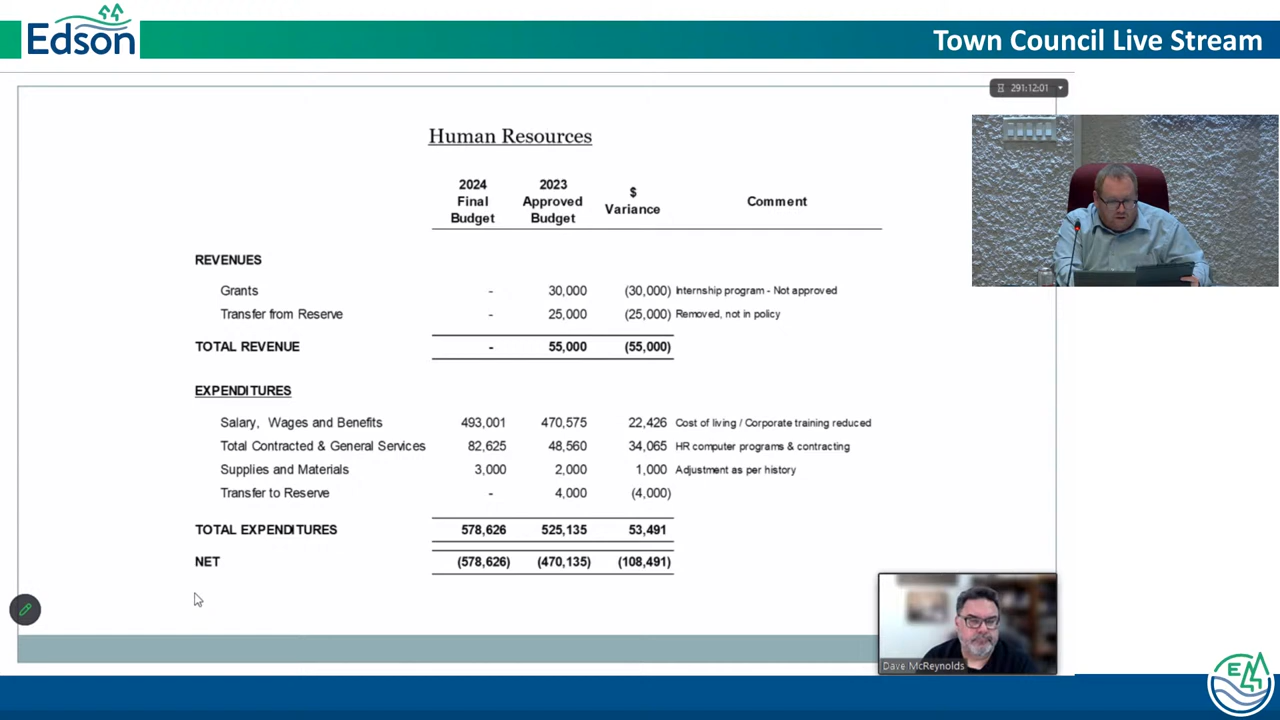 Edson
Town Council Live Stream
291:12:01
Human Resources
2024 Final Budget 2023 Approved Budget $ Variance Comment
REVENUES
Grants - 30,000 (30,000) Internship program - Not approved
Transfer from Reserve - 25,000 (25,000) Removed, not in policy
TOTAL REVENUE - 55,000 (55,000)
EXPENDITURES
Salary, Wages and Benefits 493,001 470,575 22,426 Cost of living / Corporate training reduced
Total Contracted & General Services 82,625 48,560 34,065 HR computer programs & contracting
Supplies and Materials 3,000 2,000 1,000 Adjustment as per history
Transfer to Reserve - 4,000 (4,000)
TOTAL EXPENDITURES 578,626 525,135 53,491
NET (578,626) (470,135) (108,491)
Dave McReynolds
E